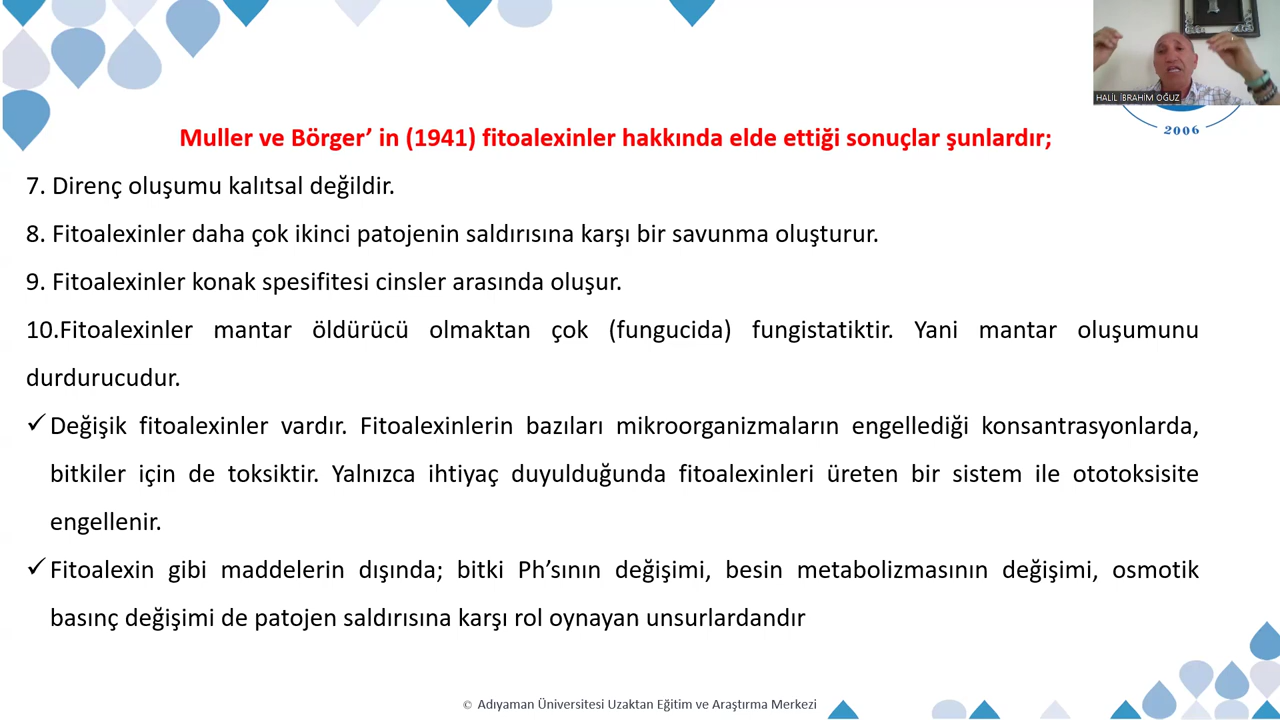 HALİL İBRAHİM OĞUZ
2006
Muller ve Börger’ in (1941) fitoalexinler hakkında elde ettiği sonuçlar şunlardır;
7. Direnç oluşumu kalıtsal değildir.
8. Fitoalexinler daha çok ikinci patojenin saldırısına karşı bir savunma oluşturur.
9. Fitoalexinler konak spesifitesi cinsler arasında oluşur.
10.Fitoalexinler mantar öldürücü olmaktan çok (fungucida) fungistatiktir. Yani mantar oluşumunu
durdurucudur.
✓Değişik fitoalexinler vardır. Fitoalexinlerin bazıları mikroorganizmaların engellediği konsantrasyonlarda,
bitkiler için de toksiktir. Yalnızca ihtiyaç duyulduğunda fitoalexinleri üreten bir sistem ile ototoksisite
engellenir.
✓Fitoalexin gibi maddelerin dışında; bitki Ph’sının değişimi, besin metabolizmasının değişimi, osmotik
basınç değişimi de patojen saldırısına karşı rol oynayan unsurlardandır
© Adıyaman Üniversitesi Uzaktan Eğitim ve Araştırma Merkezi